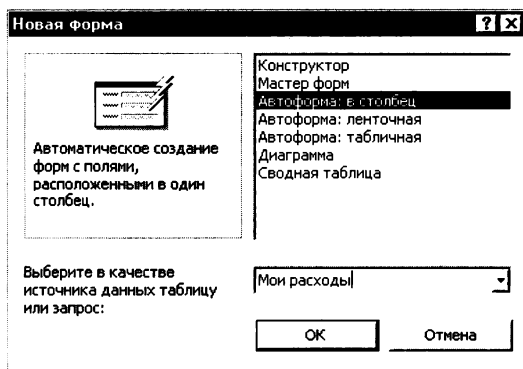 Новая форма
Конструктор
Мастер форм
Автоформа: в столбец
Автоформа: ленточная
Автоформа: табличная
Диаграмма
Сводная таблица
Автоматическое создание
форм с полями,
расположенными в один
столбец.
Выберите в качестве
источника данных таблицу
или запрос:
Мои расходы
ОК
Отмена